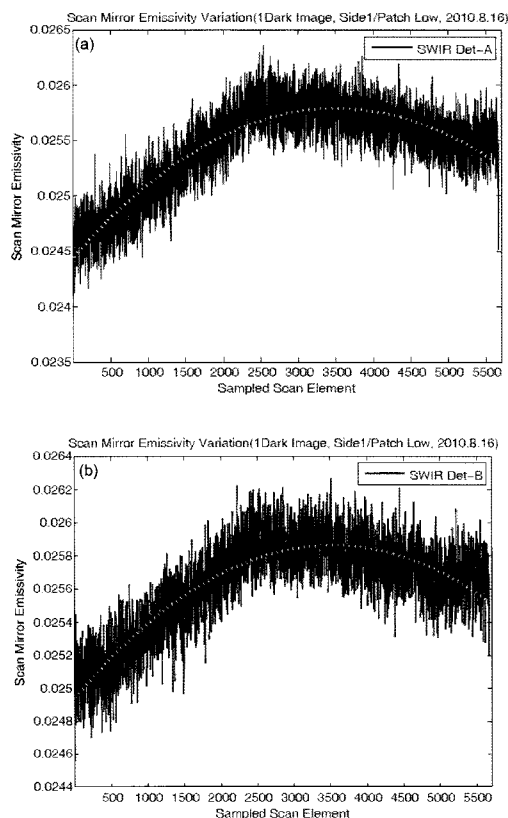 Scan Mirror Emissivity Variation(1Dark Image, Side1/Patch Low, 2010.8.16)
0.0265
(a)
SWIR Det-A
0.026
0.0255
0.025
0.0245
0.024
0.0235
Scan Mirror Emissivity
500 1000 1500 2000 2500 3000 3500 4000 4500 5000 5500
Sampled Scan Element
Scan Mirror Emissivity Variation(1Dark Image, Side1/Patch Low, 2010.8.16)
0.0264
(b)
SWIR Det-B
0.0262
0.026
0.0258
0.0256
0.0254
0.0252
0.025
0.0248
0.0246
0.0244
Scan Mirror Emissivity
500 1000 1500 2000 2500 3000 3500 4000 4500 5000 5500
Sampled Scan Element